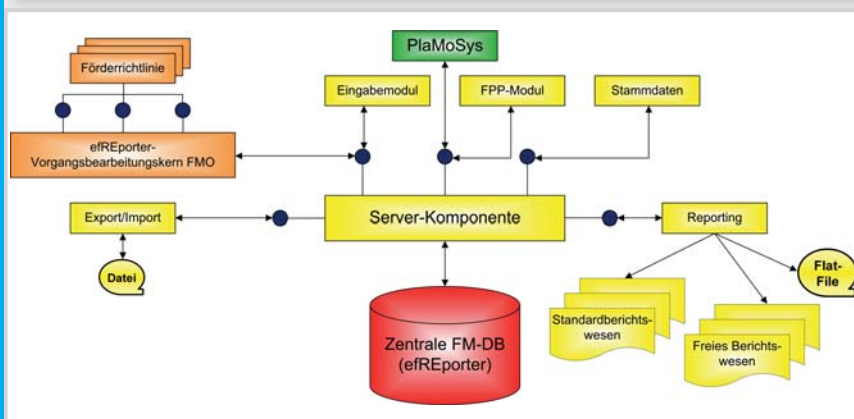 PlaMoSys
Förderrichtlinie
Eingabemodul
FPP-Modul
Stammdaten
efREporter-
Vorgangsbearbeitungskern FMO
Export/Import
Server-Komponente
Reporting
Datei
Flat-
File
Standardberichts-
wesen
Zentrale FM-DB
(efREporter)
Freies Berichts-
wesen